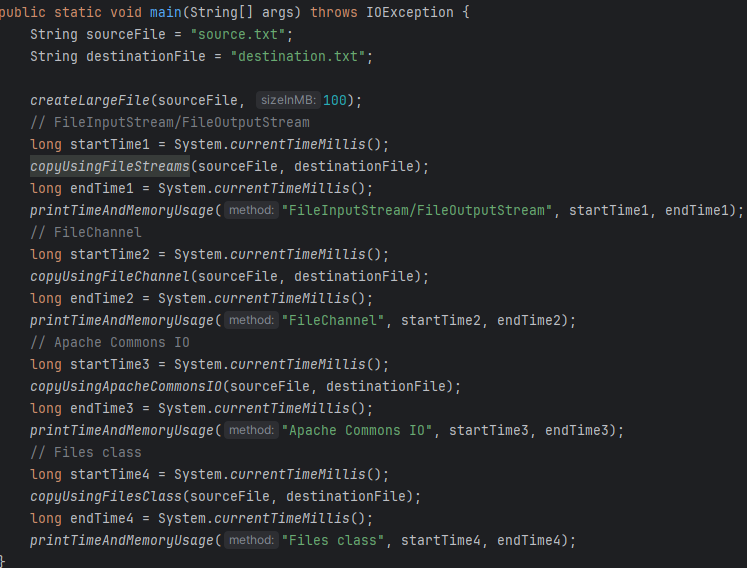 public static void main(String[] args) throws IOException {
String sourceFile = "source.txt";
String destinationFile = "destination.txt";
createLargeFile(sourceFile, sizeInMB: 100);
// FileInputStream/FileOutputStream
long startTime1 = System.currentTimeMillis();
copyUsingFileStreams(sourceFile, destinationFile);
long endTime1 = System.currentTimeMillis();
printTimeAndMemoryUsage( method: "FileInputStream/FileOutputStream", startTime1, endTime1);
// FileChannel
long startTime2 = System.currentTimeMillis();
copyUsingFileChannel(sourceFile, destinationFile);
long endTime2 = System.currentTimeMillis();
printTimeAndMemoryUsage( method: "FileChannel", startTime2, endTime2);
// Apache Commons IO
long startTime3 = System.currentTimeMillis();
copyUsingApacheCommonsIO(sourceFile, destinationFile);
long endTime3 = System.currentTimeMillis();
printTimeAndMemoryUsage( method: "Apache Commons IO", startTime3, endTime3);
// Files class
long startTime4 = System.currentTimeMillis();
copyUsingFilesClass(sourceFile, destinationFile);
long endTime4 = System.currentTimeMillis();
printTimeAndMemoryUsage( method: "Files class", startTime4, endTime4);
}